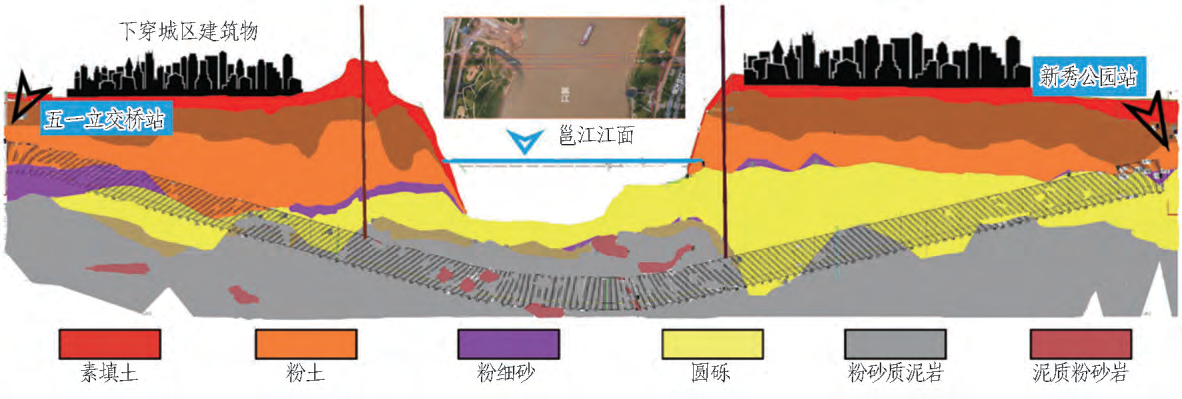 下穿城区建筑物
新秀公园站
五一立交桥站
邕江江面
素填土
粉土
粉细砂
圆砾
粉砂质泥岩
泥质粉砂岩